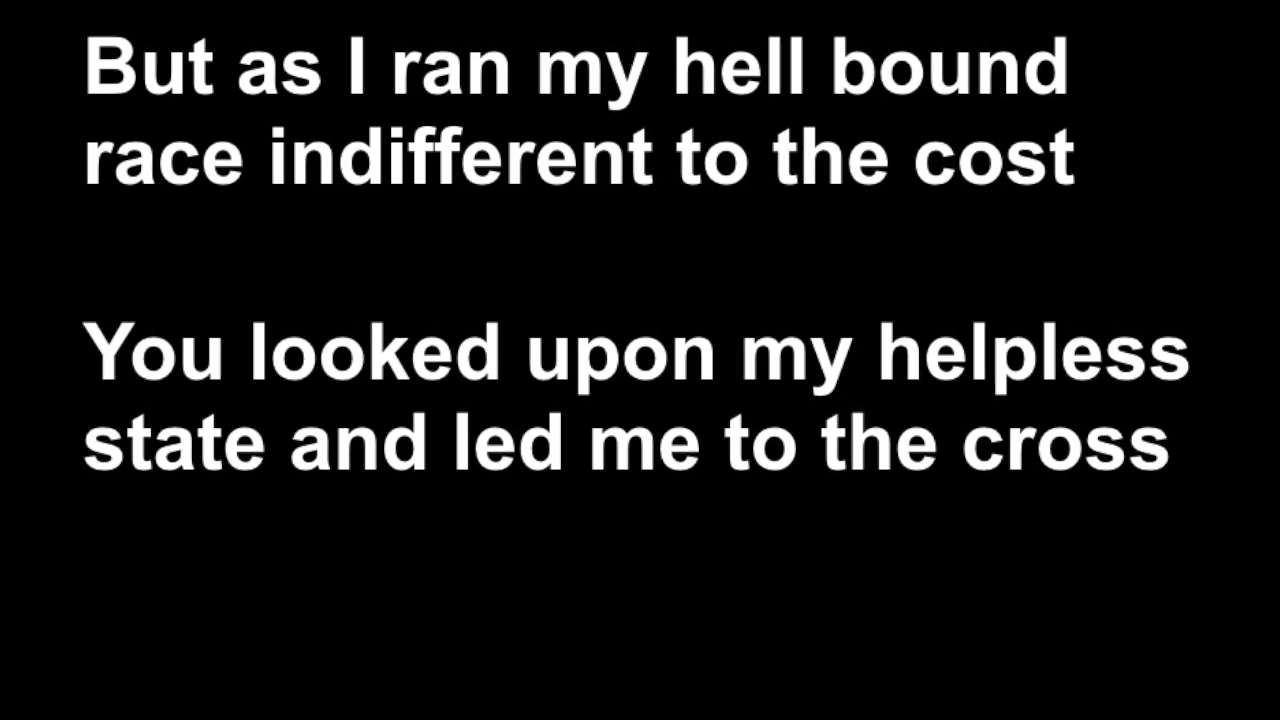 But as I ran my hell bound
race indifferent to the cost
You looked upon my helpless
state and led me to the cross